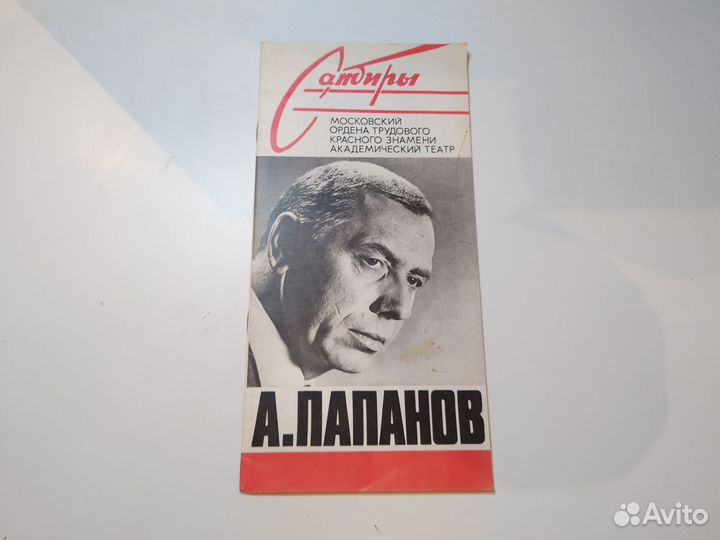 Сатиры
МОСКОВСКИЙ
ОРДЕНА ТРУДОВОГО
КРАСНОГО ЗНАМЕНИ
АКАДЕМИЧЕСКИЙ ТЕАТР
А.ПАПАНОВ
Avito